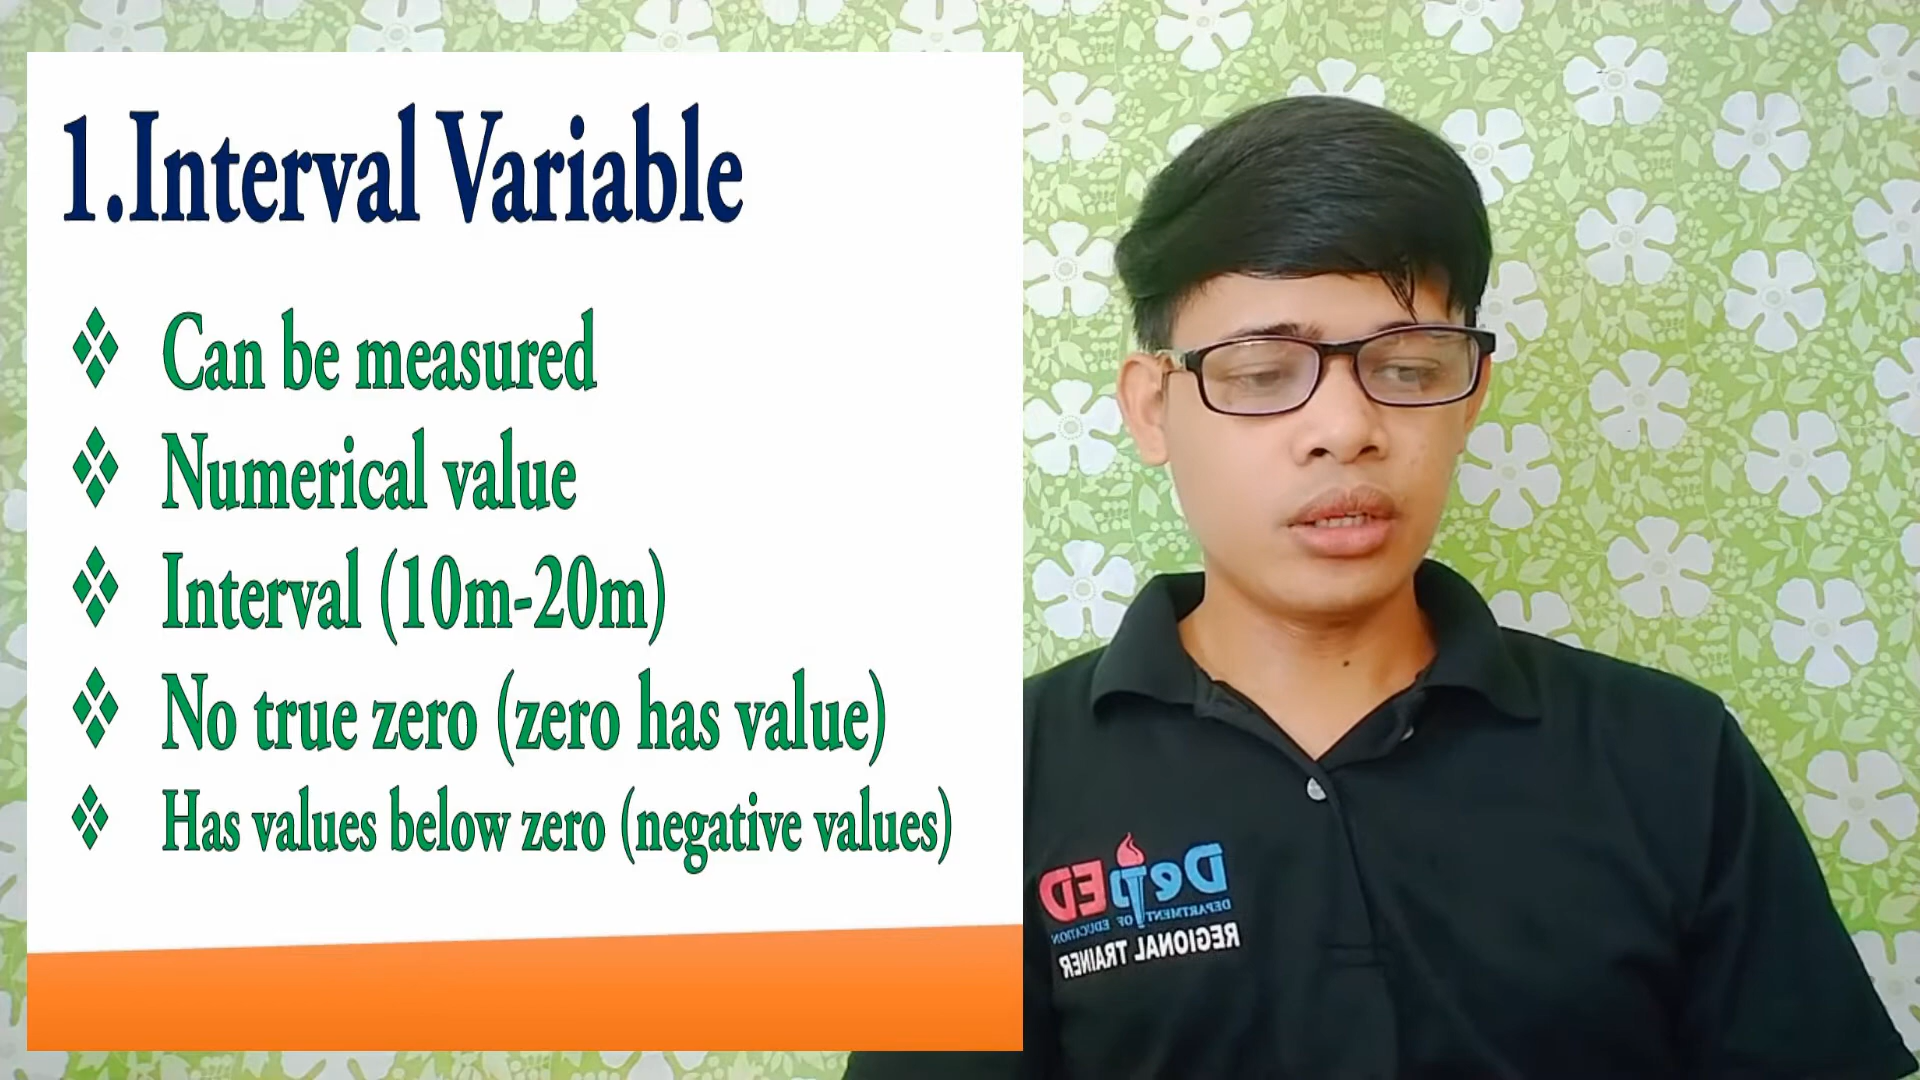 1.Interval Variable
Can be measured
Numerical value
Interval (10m-20m)
No true zero (zero has value)
Has values below zero (negative values)
DepED
DEPARTMENT OF EDUCATION
REGIONAL TRAINER